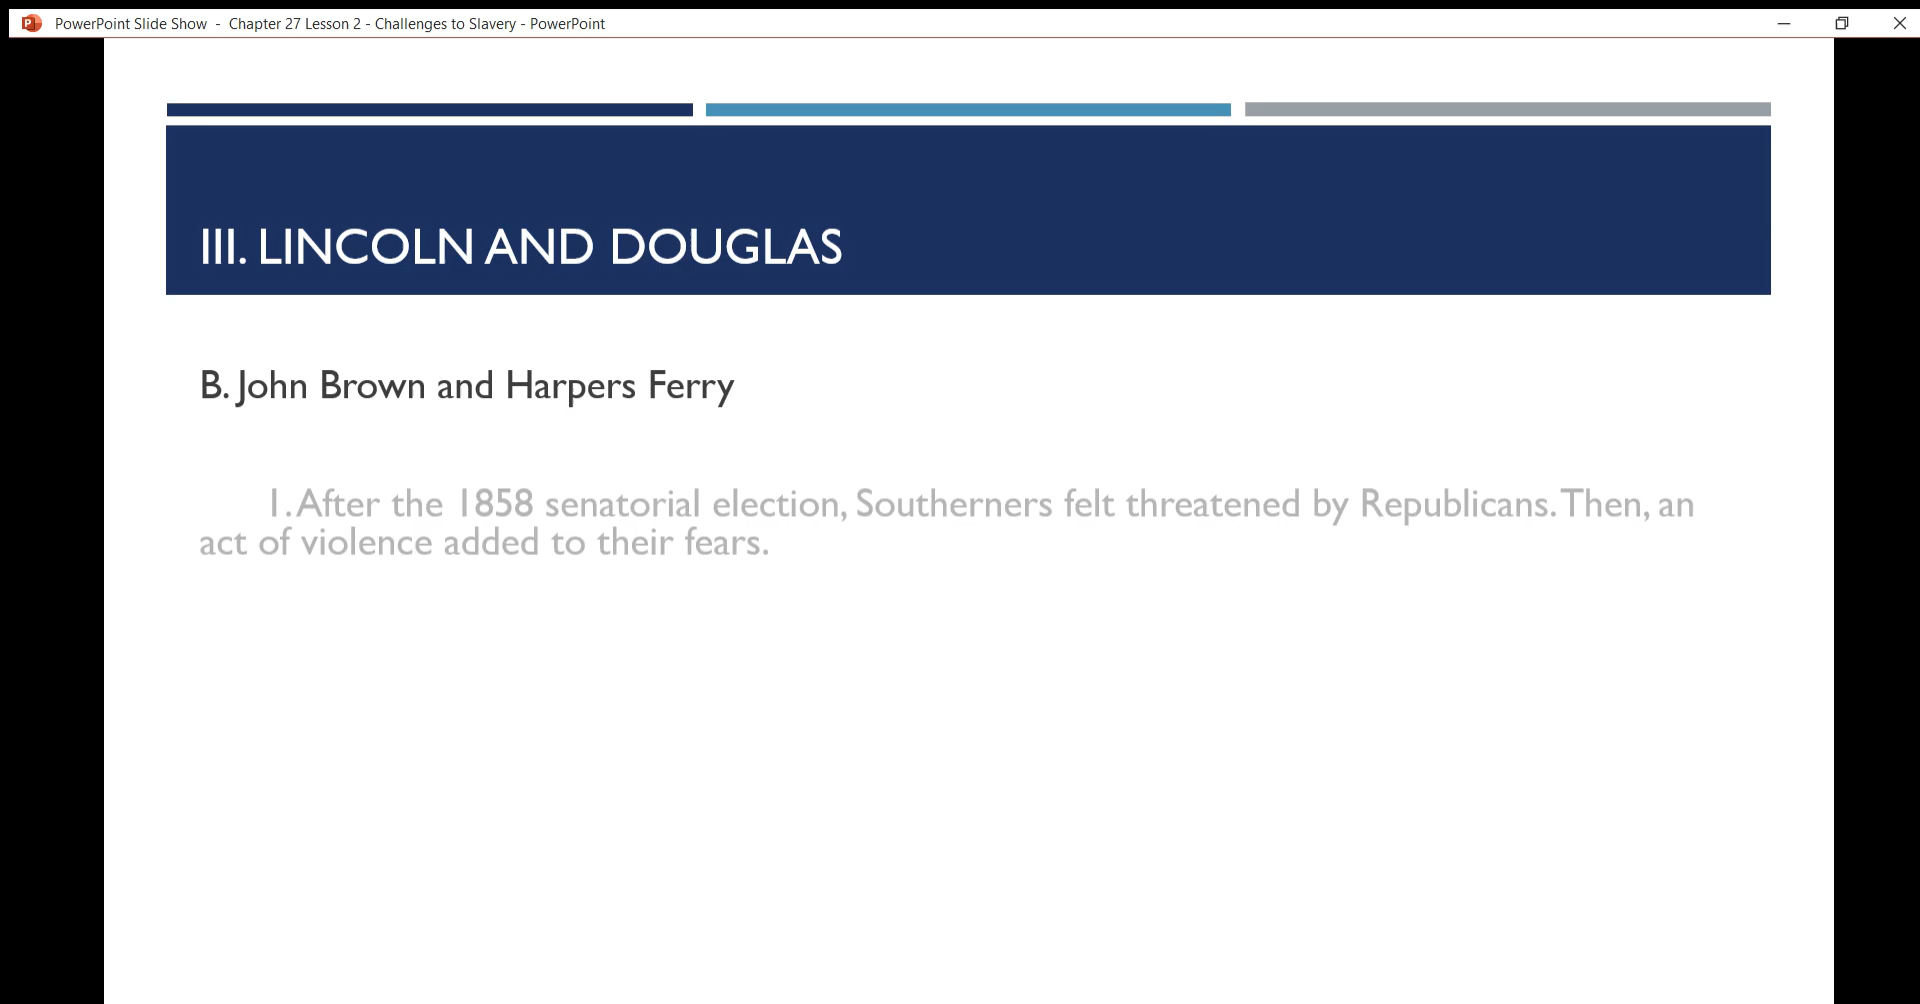 PowerPoint Slide Show - Chapter 27 Lesson 2 - Challenges to Slavery - PowerPoint
III. LINCOLN AND DOUGLAS
B. John Brown and Harpers Ferry
1. After the 1858 senatorial election, Southerners felt threatened by Republicans. Then, an
act of violence added to their fears.